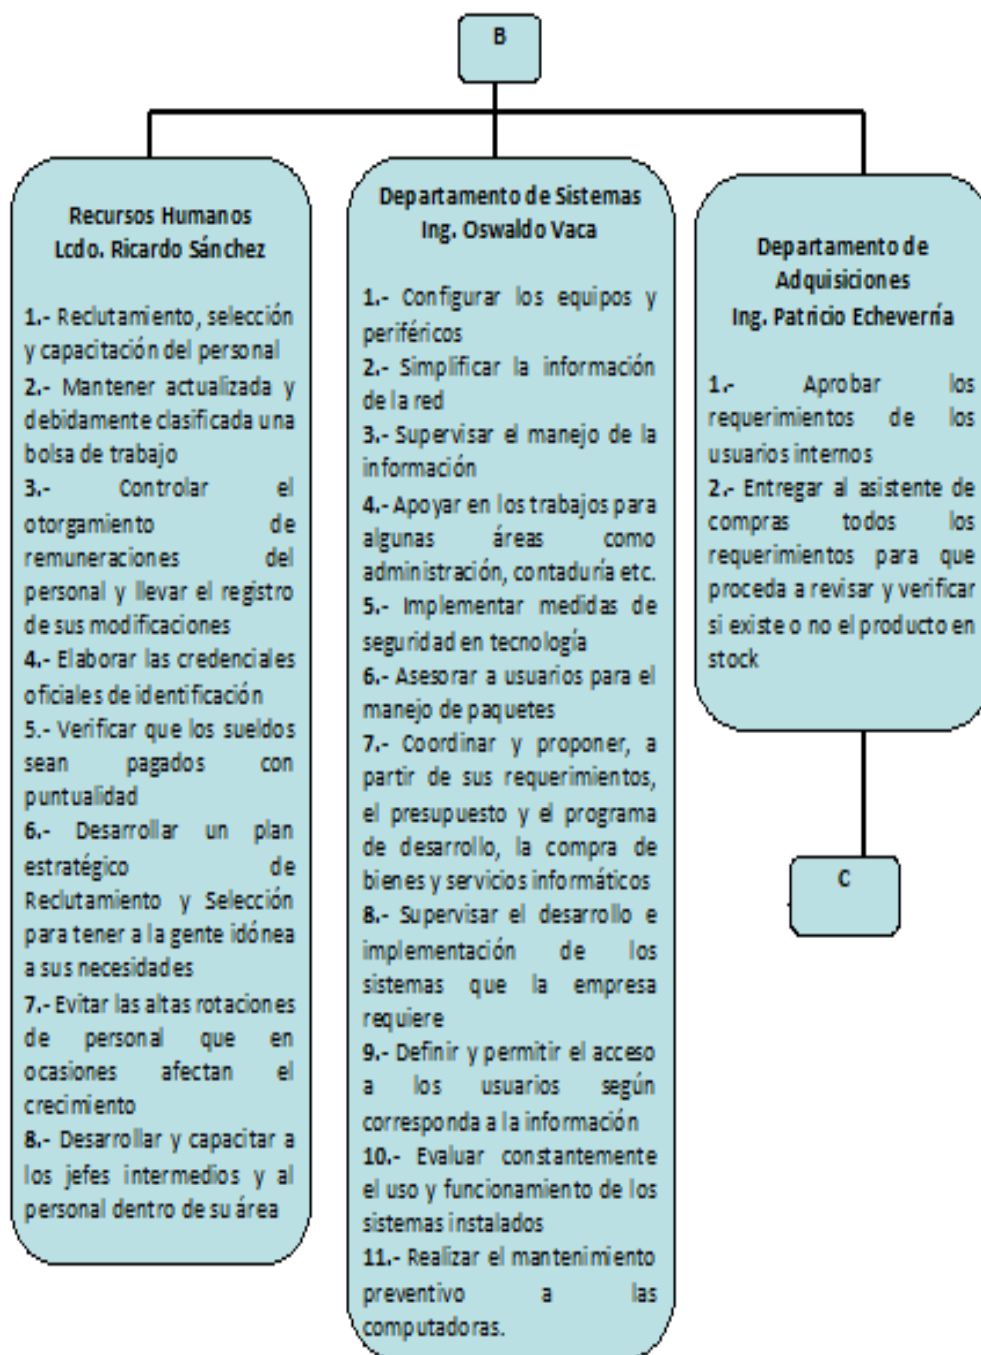 B
Recursos Humanos
Lcdo. Ricardo Sánchez
1.- Reclutamiento, selección
y capacitación del personal
2.- Mantener actualizada y
debidamente clasificada una
bolsa de trabajo
3.- Controlar el
otorgamiento de
remuneraciones del
personal y llevar el registro
de sus modificaciones
4.- Elaborar las credenciales
oficiales de identificación
5.- Verificar que los sueldos
sean pagados con
puntualidad
6.- Desarrollar un plan
estratégico de
Reclutamiento y Selección
para tener a la gente idónea
a sus necesidades
7.- Evitar las altas rotaciones
de personal que en
ocasiones afectan el
crecimiento
8.- Desarrollar y capacitar a
los jefes intermedios y al
personal dentro de su área
Departamento de Sistemas
Ing. Oswaldo Vaca
1.- Configurar los equipos y
periféricos
2.- Simplificar la información
de la red
3.- Supervisar el manejo de la
información
4.- Apoyar en los trabajos para
algunas áreas como
administración, contaduría etc.
5.- Implementar medidas de
seguridad en tecnología
6.- Asesorar a usuarios para el
manejo de paquetes
7.- Coordinar y proponer, a
partir de sus requerimientos,
el presupuesto y el programa
de desarrollo, la compra de
bienes y servicios informáticos
8.- Supervisar el desarrollo e
implementación de los
sistemas que la empresa
requiere
9.- Definir y permitir el acceso
a los usuarios según
corresponda a la información
10.- Evaluar constantemente
el uso y funcionamiento de los
sistemas instalados
11.- Realizar el mantenimiento
preventivo a las
computadoras.
Departamento de
Adquisiciones
Ing. Patricio Echeverría
1.- Aprobar los
requerimientos de los
usuarios internos
2.- Entregar al asistente de
compras todos los
requerimientos para que
proceda a revisar y verificar
si existe o no el producto en
stock
C